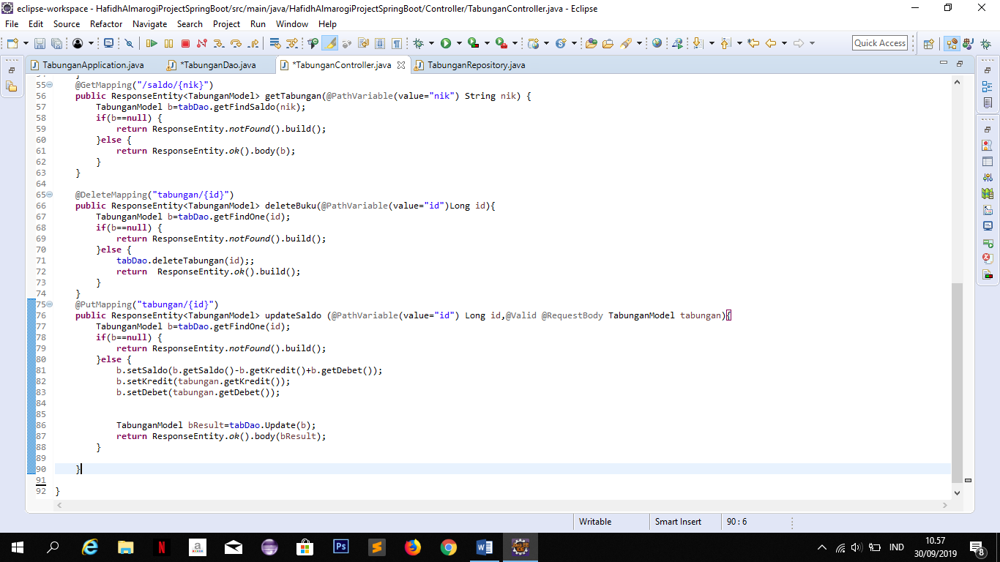 eclipse-workspace - HafidhAlmarogiProjectSpringBoot/src/main/java/HafidhAlmarogiProjectSpringBoot/Controller/TabunganController.java - Eclipse
File Edit Source Refactor Navigate Search Project Run Window Help
Quick Access
TabunganApplication.java *TabunganDao.java *TabunganController.java TabunganRepository.java
54 }
55 @GetMapping("/saldo/{nik}")
56 public ResponseEntity<TabunganModel> getTabungan(@PathVariable(value="nik") String nik) {
57 TabunganModel b=tabDao.getFindSaldo(nik);
58 if(b==null) {
59 return ResponseEntity.notFound().build();
60 }else {
61 return ResponseEntity.ok().body(b);
62 }
63 }
64
65 @DeleteMapping("tabungan/{id}")
66 public ResponseEntity<TabunganModel> deleteBuku(@PathVariable(value="id")Long id){
67 TabunganModel b=tabDao.getFindOne(id);
68 if(b==null) {
69 return ResponseEntity.notFound().build();
70 }else {
71 tabDao.deleteTabungan(id);;
72 return  ResponseEntity.ok().build();
73 }
74 }
75 @PutMapping("tabungan/{id}")
76 public ResponseEntity<TabunganModel> updateSaldo (@PathVariable(value="id") Long id,@Valid @RequestBody TabunganModel tabungan){
77 TabunganModel b=tabDao.getFindOne(id);
78 if(b==null) {
79 return ResponseEntity.notFound().build();
80 }else {
81 b.setSaldo(b.getSaldo()-b.getKredit()+b.getDebet());
82 b.setKredit(tabungan.getKredit());
83 b.setDebet(tabungan.getDebet());
84
85
86 TabunganModel bResult=tabDao.Update(b);
87 return ResponseEntity.ok().body(bResult);
88 }
89
90 }
91
92 }
Writable Smart Insert 90 : 6
IND 10.57
30/09/2019 8